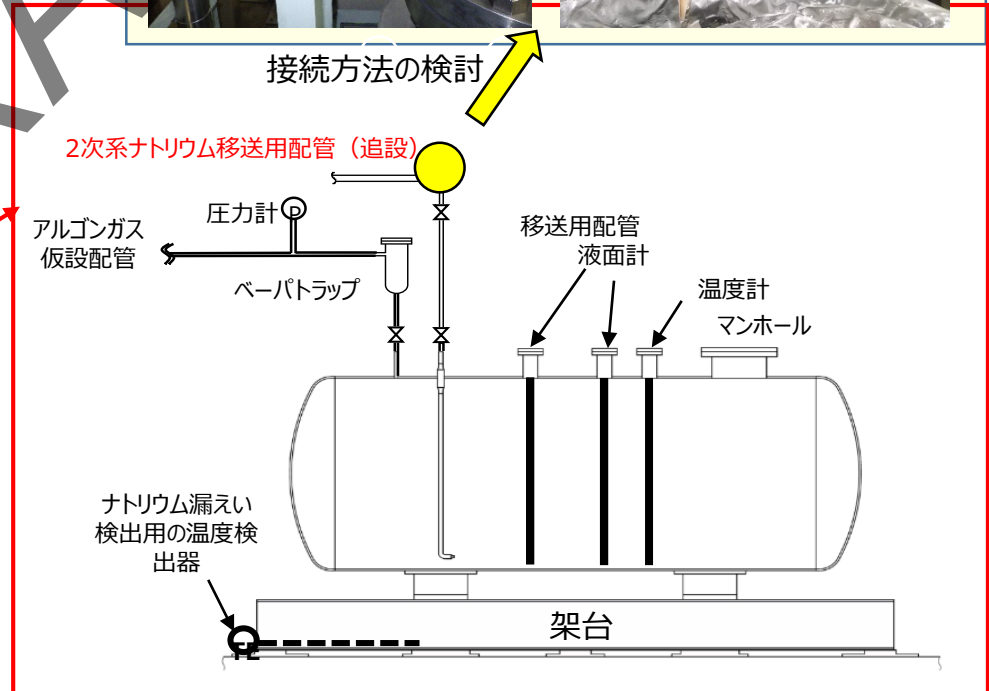 接続方法の検討
2次系ナトリウム移送用配管（追設）
圧力計
P
アルゴンガス
仮設配管
ベーパトラップ
移送用配管
液面計
温度計
マンホール
ナトリウム漏えい
検出用の温度検
出器
TE
架台